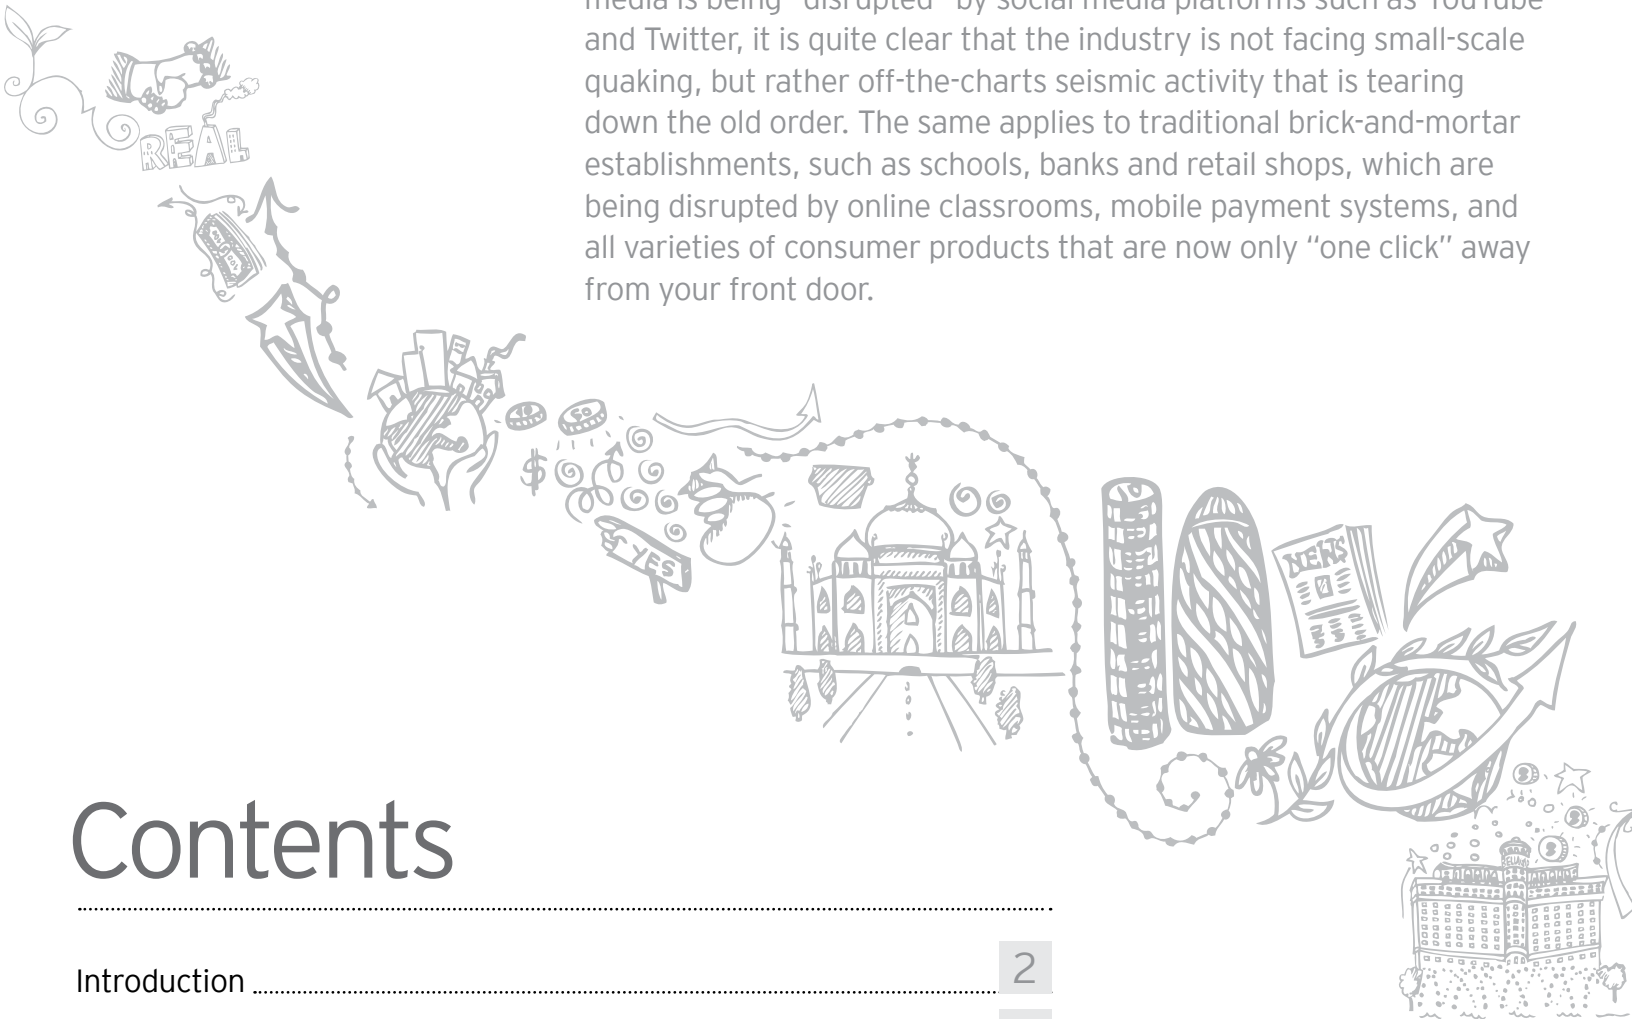 media is being “disrupted” by social media platforms such as YouTube
and Twitter, it is quite clear that the industry is not facing small-scale
quaking, but rather off-the-charts seismic activity that is tearing
down the old order. The same applies to traditional brick-and-mortar
establishments, such as schools, banks and retail shops, which are
being disrupted by online classrooms, mobile payment systems, and
all varieties of consumer products that are now only “one click” away
from your front door.
REAL
100
10
50
$
YES
NEWS
Contents
Introduction 2